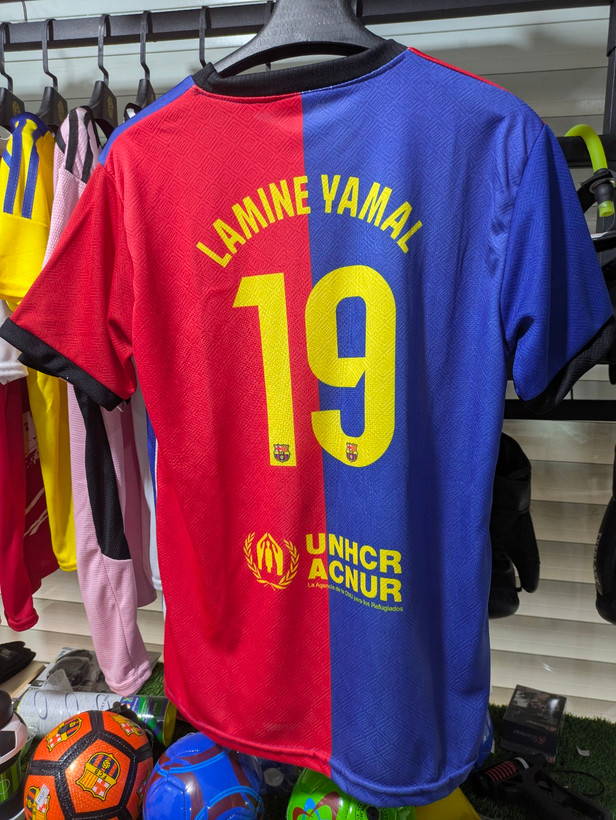 LAMINE YAMAL
19
UNHCR
ACNUR
La Agencia de la ONU para los Refugiados